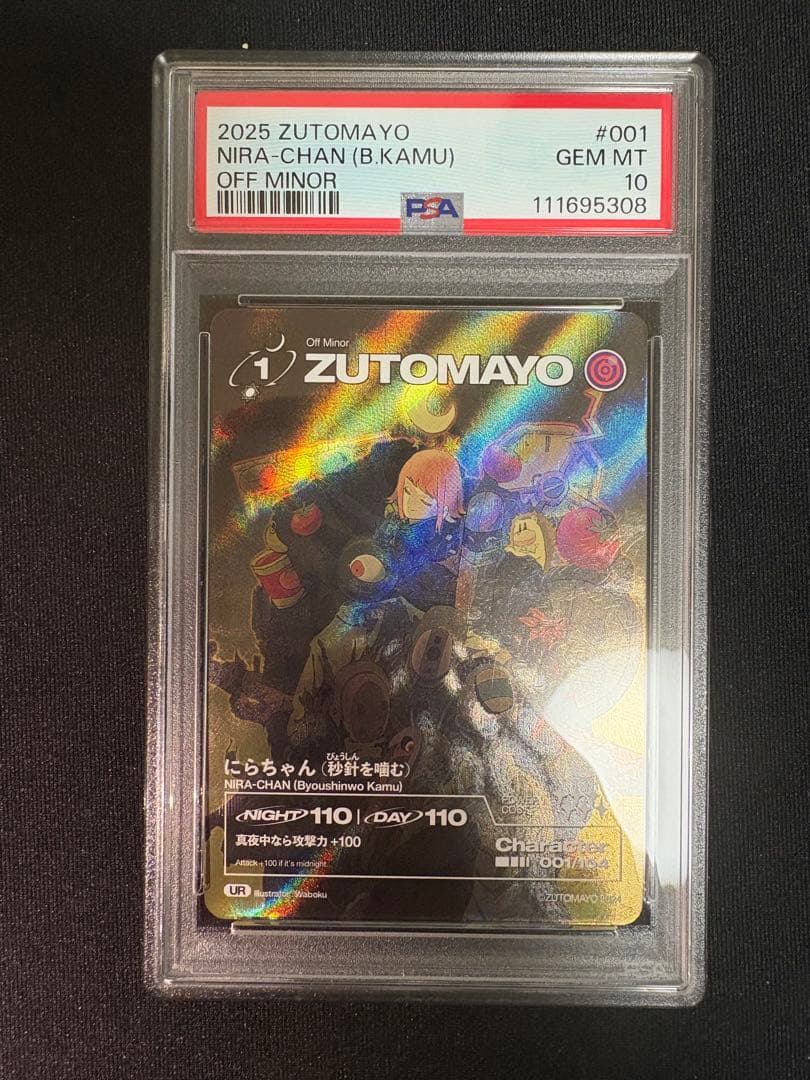 2025 ZUTOMAYO #001
NIRA-CHAN (B.KAMU) GEM MT
OFF MINOR 10
PSA 111695308
Off Minor
1 ZUTOMAYO
びょうしん
にらちゃん (秒針を噛む)
NIRA-CHAN (Byoushinwo Kamu)
NIGHT 110 | DAY 110
真夜中なら攻撃力 +100
Attack +100 if it's midnight.
Character
001/104
UR Illustrator: Waboku
©ZUTOMAYO
PSA